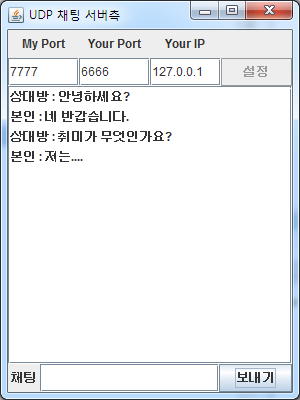 UDP 채팅 서버측
My Port Your Port Your IP
7777 6666 127.0.0.1 설정
상대방 : 안녕하세요?
본인 : 네 반갑습니다.
상대방 : 취미가 무엇인가요?
본인 : 저는....
채팅 보내기